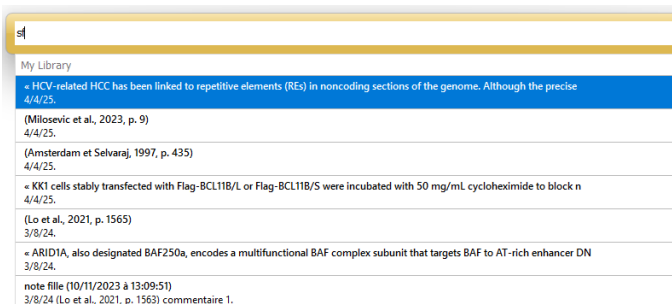 st
My Library
« HCV-related HCC has been linked to repetitive elements (REs) in noncoding sections of the genome. Although the precise
4/4/25.
(Milosevic et al., 2023, p. 9)
4/4/25.
(Amsterdam et Selvaraj, 1997, p. 435)
4/4/25.
« KK1 cells stably transfected with Flag-BCL11B/L or Flag-BCL11B/S were incubated with 50 mg/mL cycloheximide to block n
4/4/25.
(Lo et al., 2021, p. 1565)
3/8/24.
« ARID1A, also designated BAF250a, encodes a multifunctional BAF complex subunit that targets BAF to AT-rich enhancer DN
3/8/24.
note fille (10/11/2023 à 13:09:51)
3/8/24 (Lo et al., 2021, p. 1563) commentaire 1.